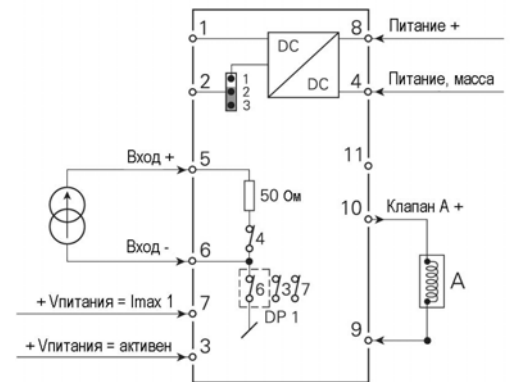 1
8
Питание +
DC
DC
2
1
2
3
4
Питание, масса
11
Вход +
5
50 Ом
10
Клапан А +
4
A
Вход -
6
6
3
7
DP 1
+ Vпитания = Imax 1
7
9
+ Vпитания = активен
3